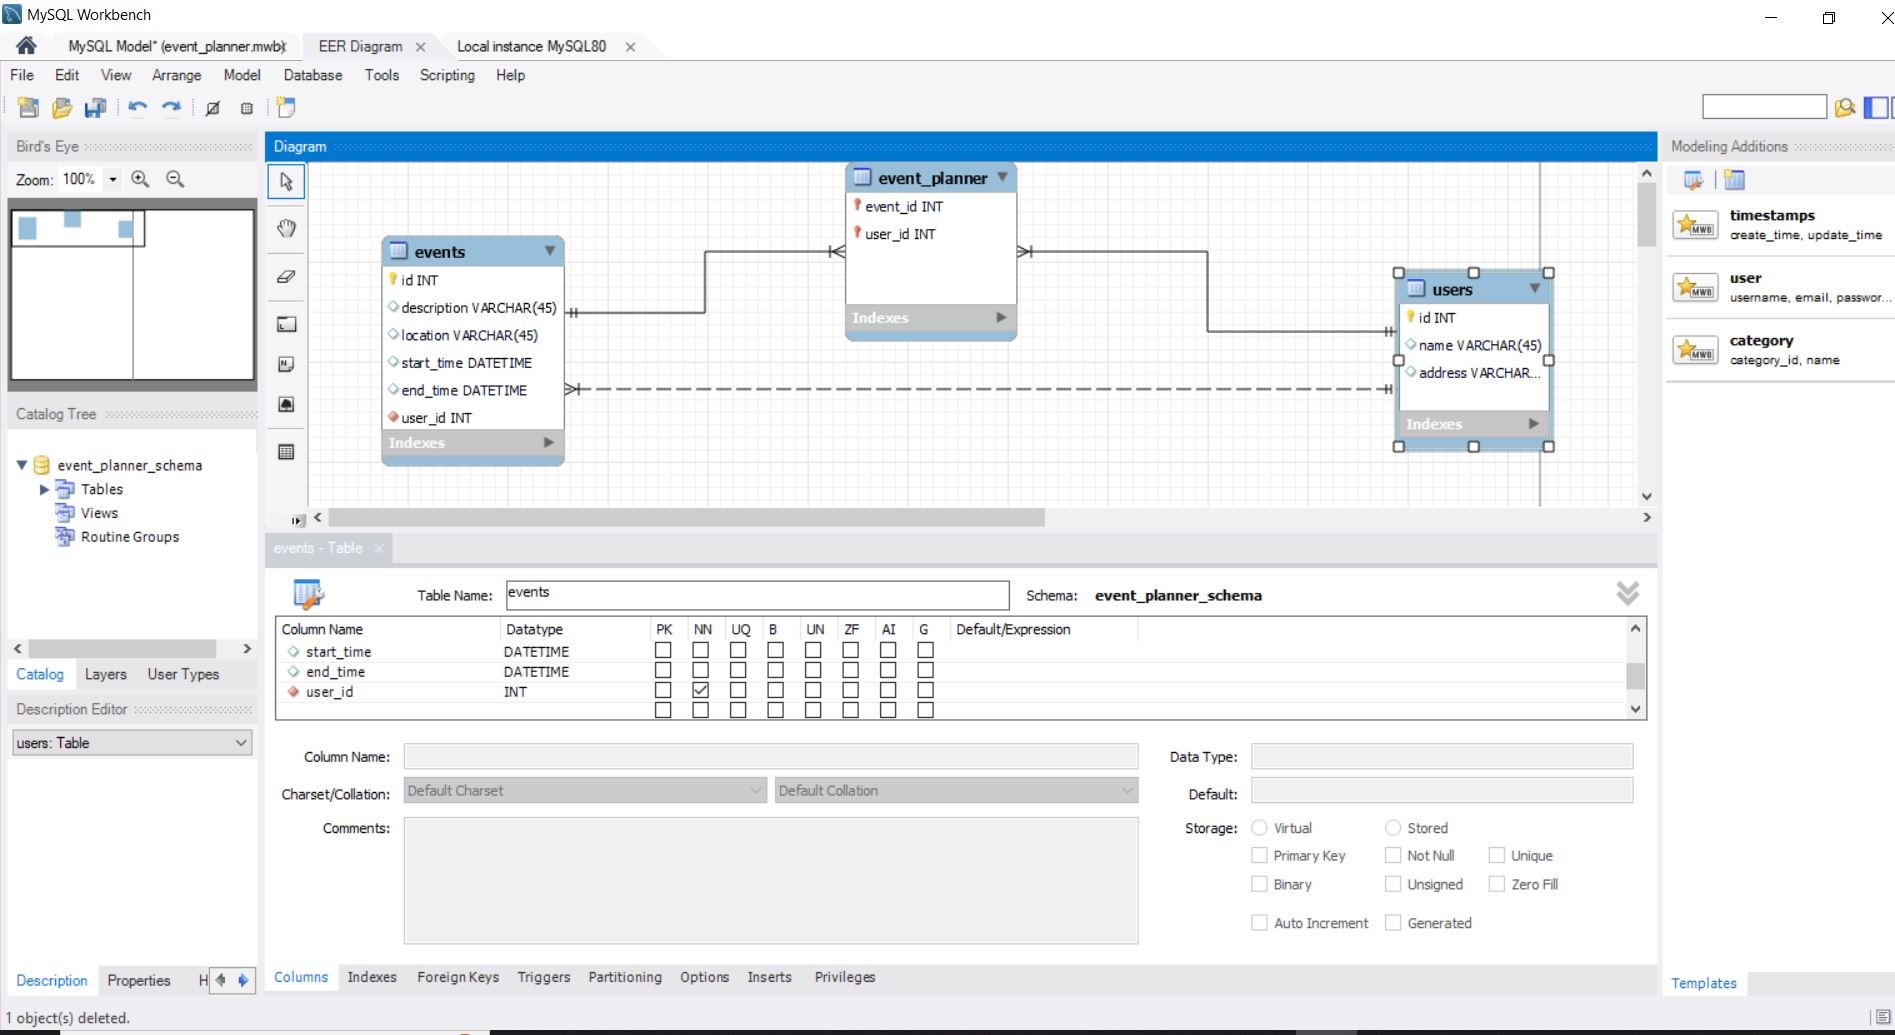 MySQL Workbench
MySQL Model* (event_planner.mwb)
EER Diagram
Local instance MySQL80
File Edit View Arrange Model Database Tools Scripting Help
Bird's Eye
Zoom: 100%
Catalog Tree
event_planner_schema
Tables
Views
Routine Groups
Catalog Layers User Types
Description Editor
users: Table
Description Properties H
Diagram
event_planner
event_id INT
user_id INT
Indexes
events
id INT
description VARCHAR(45)
location VARCHAR(45)
start_time DATETIME
end_time DATETIME
user_id INT
Indexes
users
id INT
name VARCHAR(45)
address VARCHAR...
Indexes
events - Table
Table Name: events Schema: event_planner_schema
Column Name Datatype PK NN UQ B UN ZF AI G Default/Expression
start_time DATETIME
end_time DATETIME
user_id INT
Column Name: Data Type:
Charset/Collation: Default Charset Default Collation Default:
Comments: Storage: Virtual Stored
Primary Key Not Null Unique
Binary Unsigned Zero Fill
Auto Increment Generated
Columns Indexes Foreign Keys Triggers Partitioning Options Inserts Privileges
Modeling Additions
MWB
timestamps
create_time, update_time
MWB
user
username, email, passwor...
MWB
category
category_id, name
Templates
1 object(s) deleted.